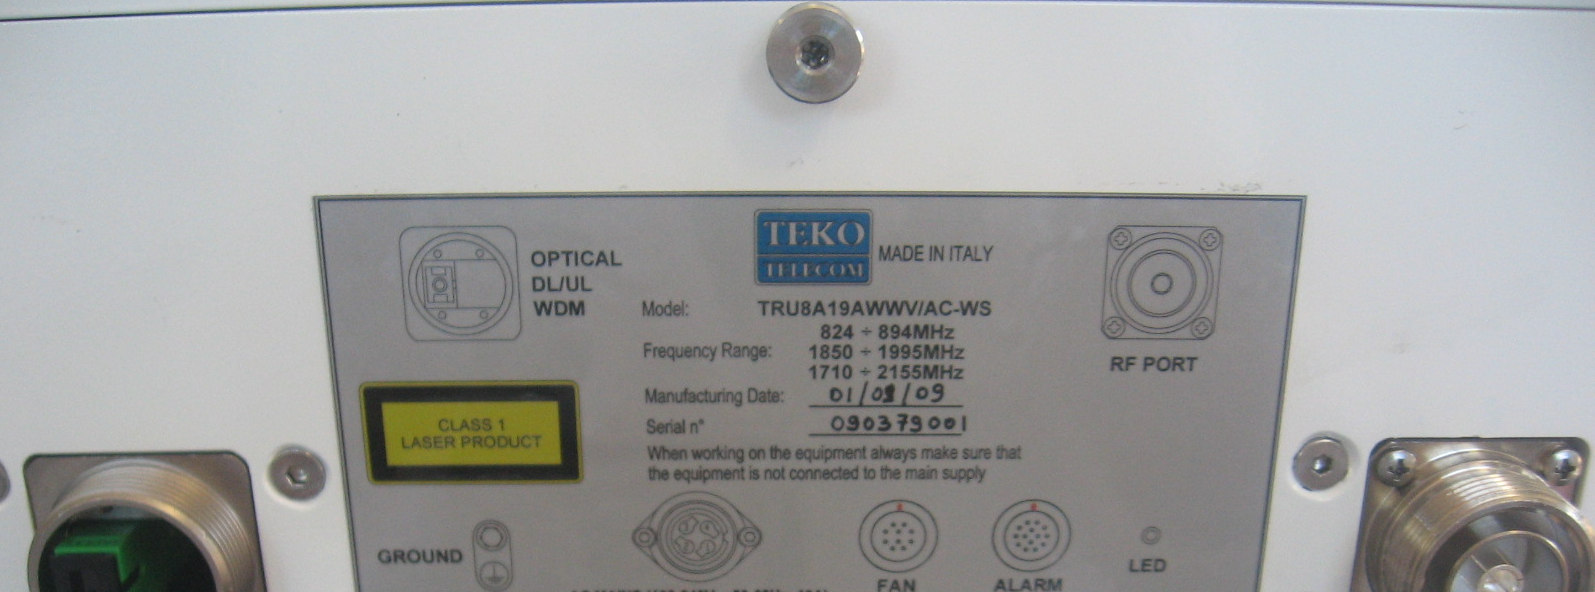 TEKO
TELECOM
MADE IN ITALY
OPTICAL
DL/UL
WDM
RF PORT
Model: TRU8A19AWWV/AC-WS
Frequency Range:
824 ÷ 894MHz
1850 ÷ 1995MHz
1710 ÷ 2155MHz
Manufacturing Date: 01/ /09
Serial n° 090379001
When working on the equipment always make sure that
the equipment is not connected to the main supply
CLASS 1
LASER PRODUCT
GROUND
FAN
ALARM
LED